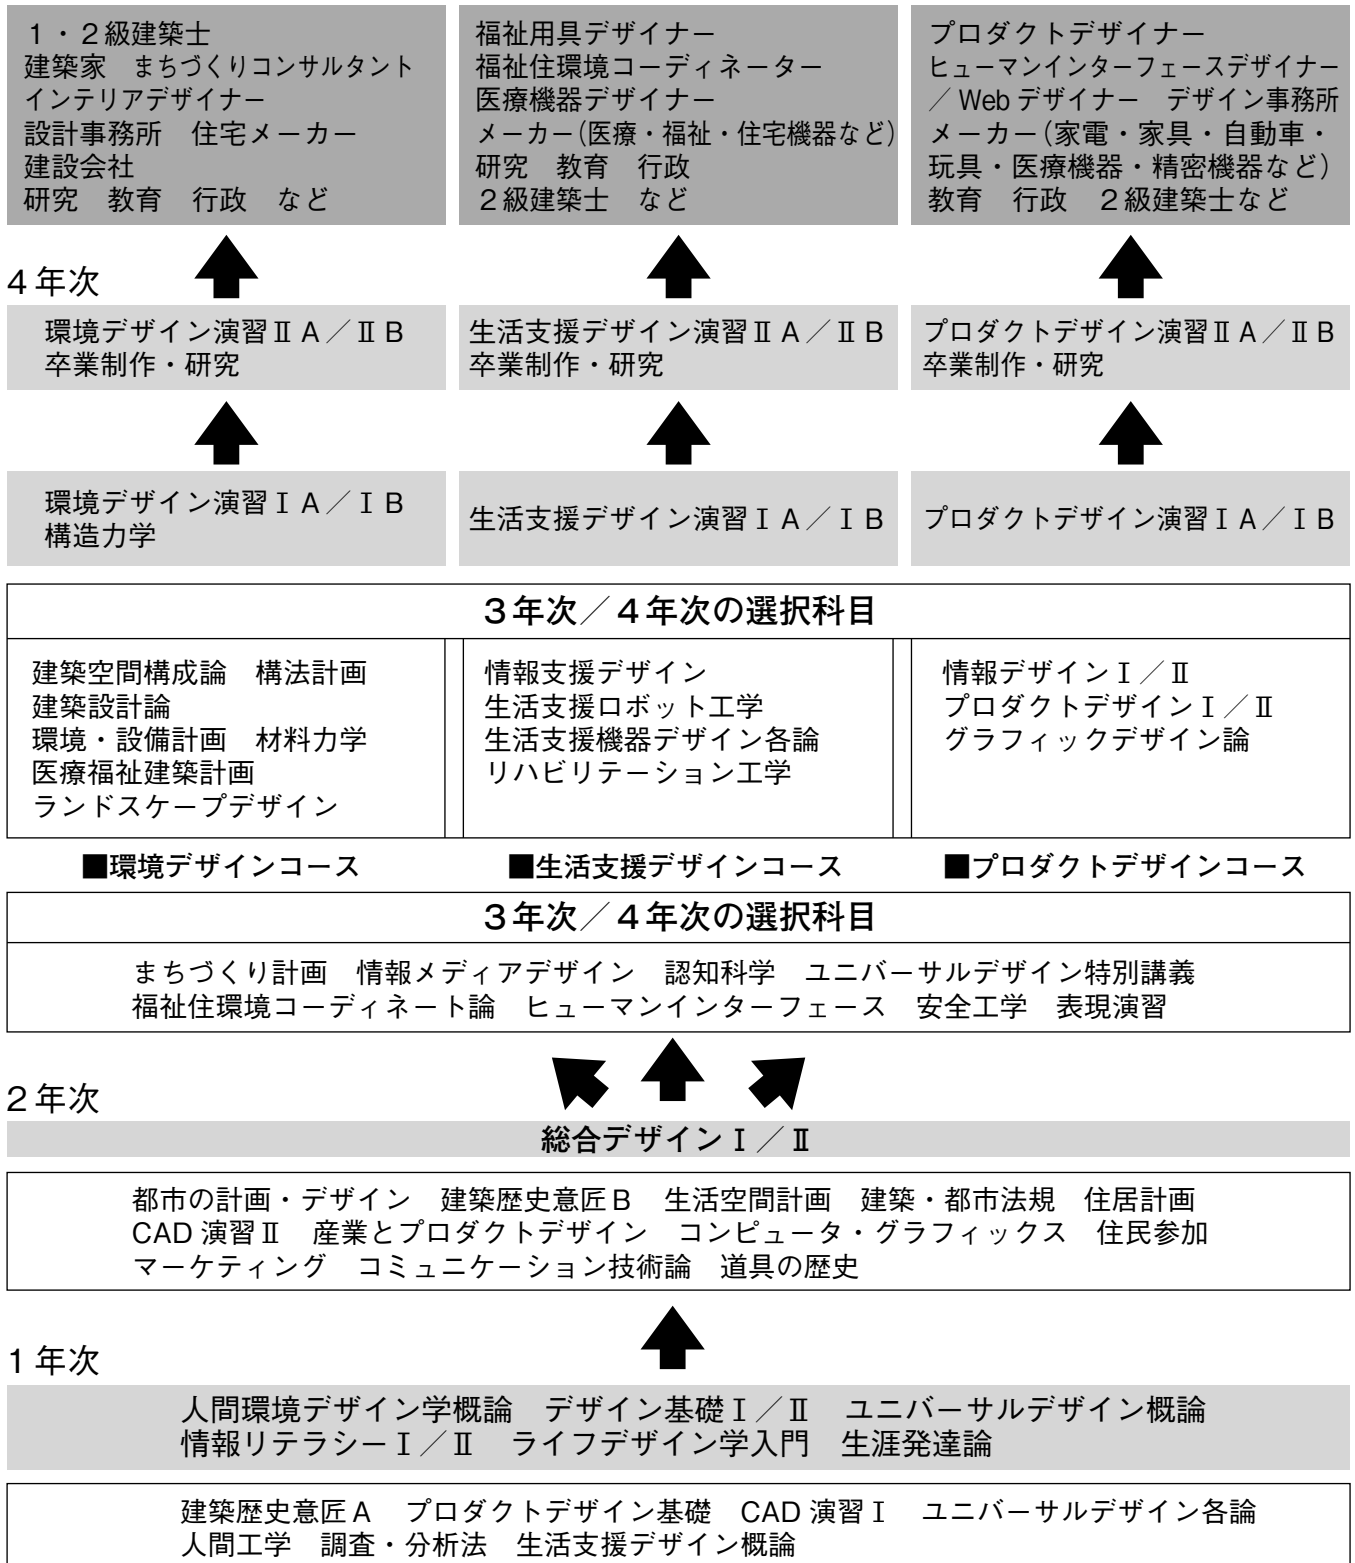 1・2級建築士
建築家　まちづくりコンサルタント
インテリアデザイナー
設計事務所　住宅メーカー
建設会社
研究　教育　行政　など
福祉用具デザイナー
福祉住環境コーディネーター
医療機器デザイナー
メーカー(医療・福祉・住宅機器など)
研究　教育　行政
2級建築士　など
プロダクトデザイナー
ヒューマンインターフェースデザイナー
／Webデザイナー　デザイン事務所
メーカー(家電・家具・自動車・
玩具・医療機器・精密機器など)
教育　行政　2級建築士など
4年次
環境デザイン演習ⅡA／ⅡB
卒業制作・研究
生活支援デザイン演習ⅡA／ⅡB
卒業制作・研究
プロダクトデザイン演習ⅡA／ⅡB
卒業制作・研究
環境デザイン演習ⅠA／ⅠB
構造力学
生活支援デザイン演習ⅠA／ⅠB
プロダクトデザイン演習ⅠA／ⅠB
3年次／4年次の選択科目
建築空間構成論　構法計画
建築設計論
環境・設備計画　材料力学
医療福祉建築計画
ランドスケープデザイン
情報支援デザイン
生活支援ロボット工学
生活支援機器デザイン各論
リハビリテーション工学
情報デザインⅠ／Ⅱ
プロダクトデザインⅠ／Ⅱ
グラフィックデザイン論
■環境デザインコース
■生活支援デザインコース
■プロダクトデザインコース
3年次／4年次の選択科目
まちづくり計画　情報メディアデザイン　認知科学　ユニバーサルデザイン特別講義
福祉住環境コーディネート論　ヒューマンインターフェース　安全工学　表現演習
2年次
総合デザインⅠ／Ⅱ
都市の計画・デザイン　建築歴史意匠B　生活空間計画　建築・都市法規　住居計画
CAD演習Ⅱ　産業とプロダクトデザイン　コンピュータ・グラフィックス　住民参加
マーケティング　コミュニケーション技術論　道具の歴史
1年次
人間環境デザイン学概論　デザイン基礎Ⅰ／Ⅱ　ユニバーサルデザイン概論
情報リテラシーⅠ／Ⅱ　ライフデザイン学入門　生涯発達論
建築歴史意匠A　プロダクトデザイン基礎　CAD演習Ⅰ　ユニバーサルデザイン各論
人間工学　調査・分析法　生活支援デザイン概論